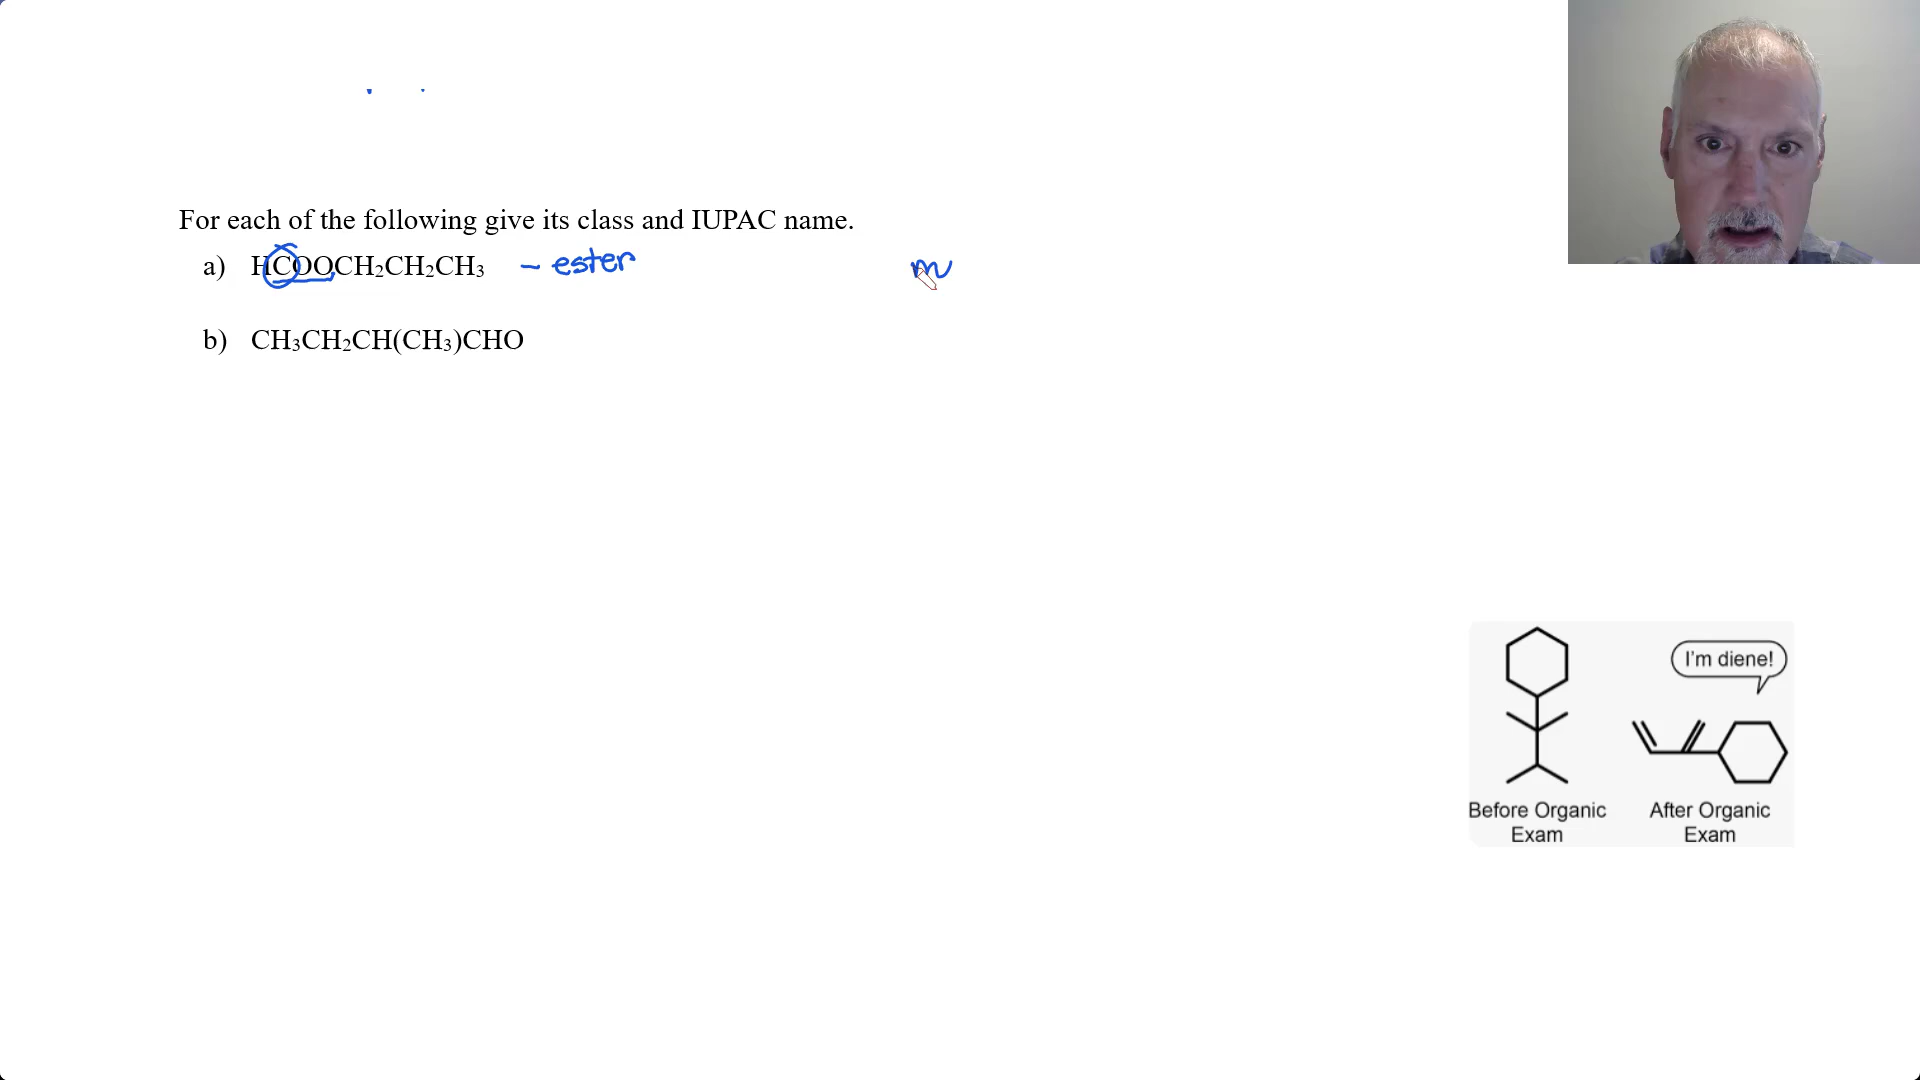 For each of the following give its class and IUPAC name.
a) HCOOCH₂CH₂CH₃ – ester m
b) CH₃CH₂CH(CH₃)CHO
I'm diene!
Before Organic Exam
After Organic Exam